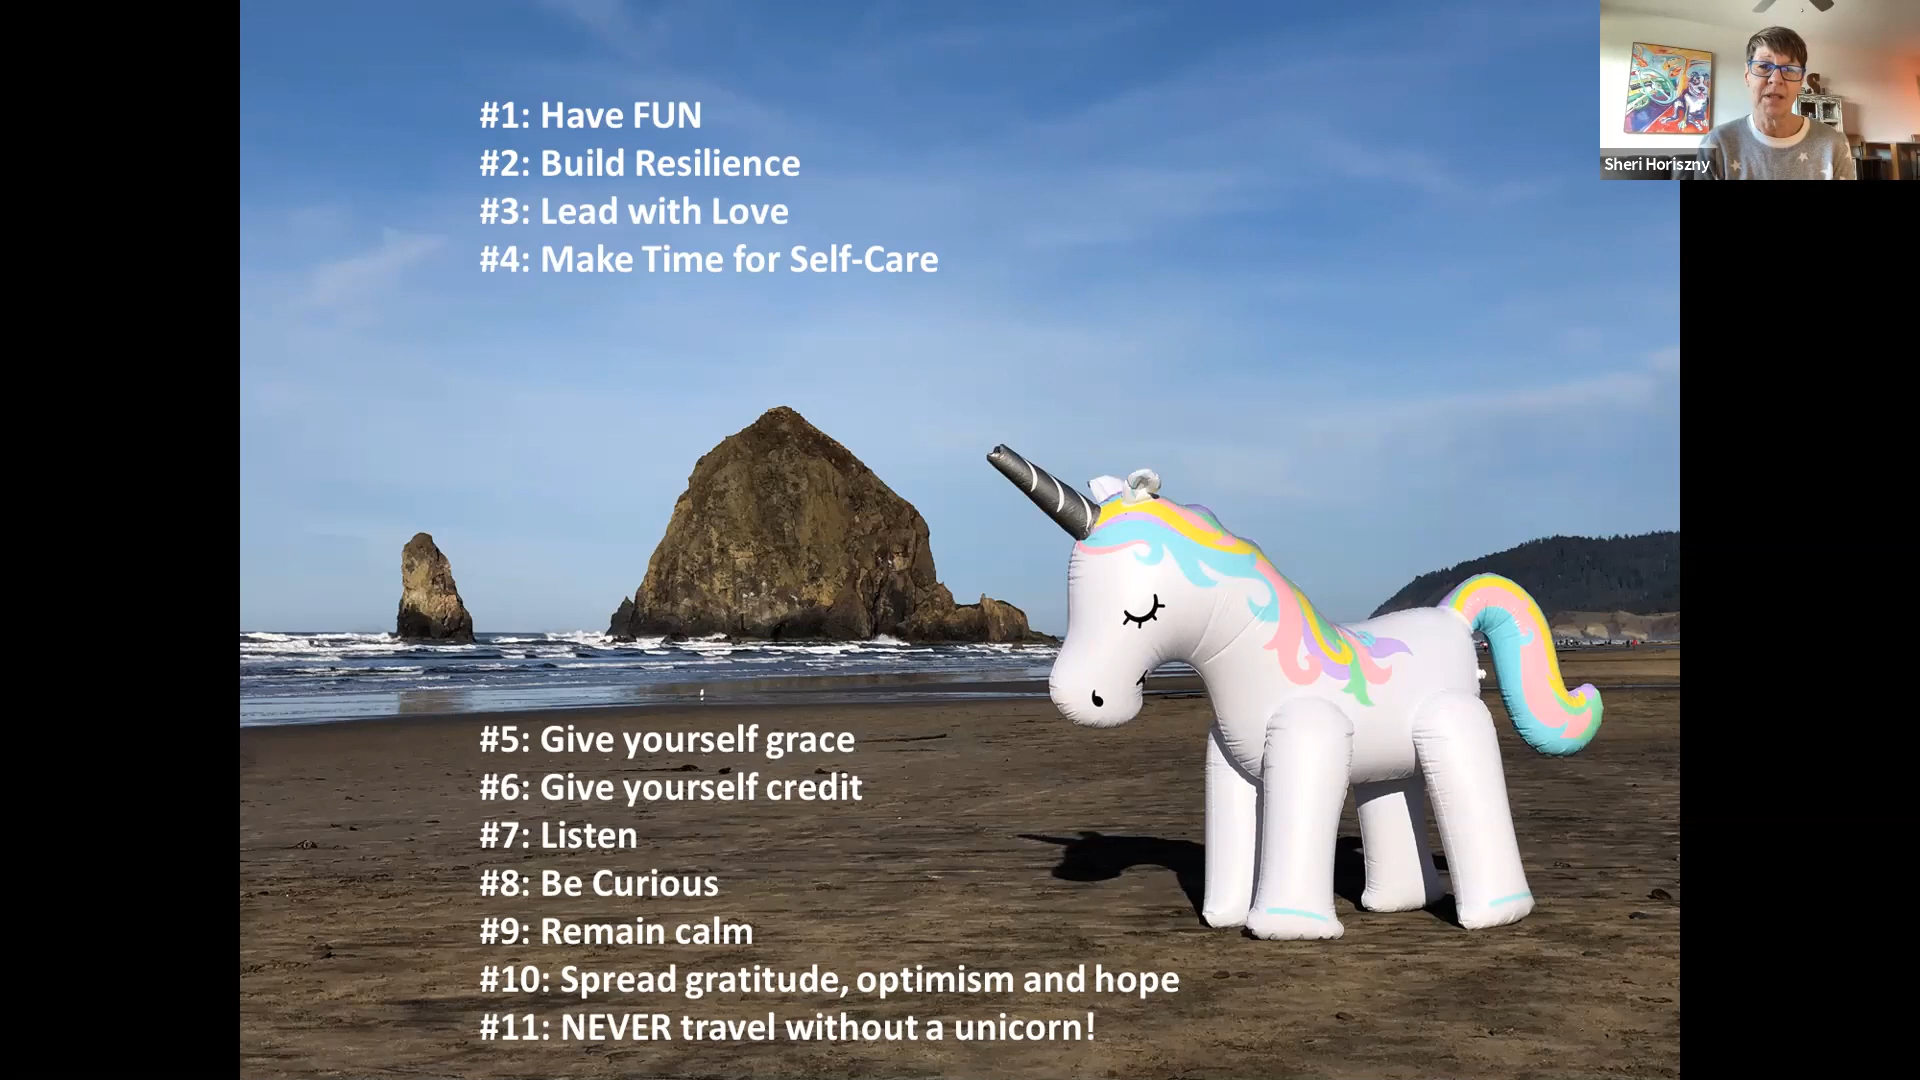 #1: Have FUN
#2: Build Resilience
#3: Lead with Love
#4: Make Time for Self-Care
Sheri Horiszny
#5: Give yourself grace
#6: Give yourself credit
#7: Listen
#8: Be Curious
#9: Remain calm
#10: Spread gratitude, optimism and hope
#11: NEVER travel without a unicorn!